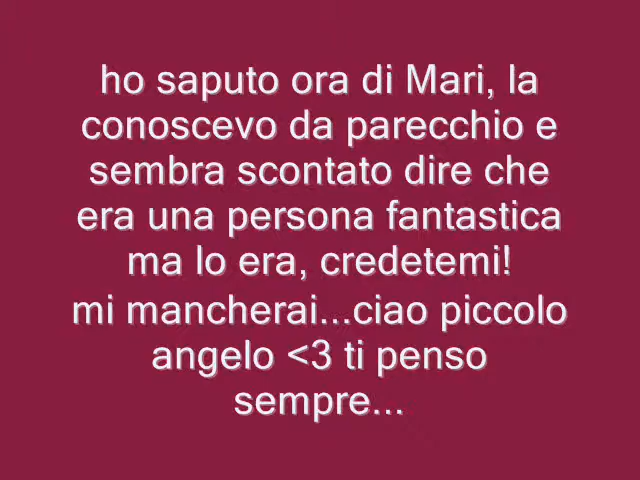 ho saputo ora di Mari, la
conoscevo da parecchio e
sembra scontato dire che
era una persona fantastica
ma lo era, credetemi!
mi mancherai...ciao piccolo
angelo <3 ti penso
sempre...